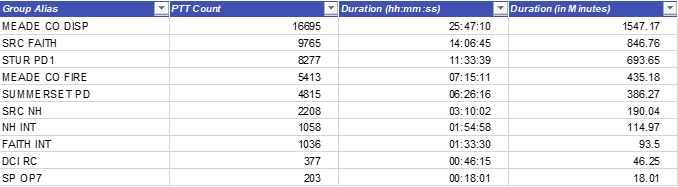 Group Alias PTT Count Duration (hh:mm:ss) Duration (in Minutes)
MEADE CO DISP 16695 25:47:10 1547.17
SRC FAITH 9765 14:06:45 846.76
STUR PD1 8277 11:33:39 693.65
MEADE CO FIRE 5413 07:15:11 435.18
SUMMERSET PD 4815 06:26:16 386.27
SRC NH 2208 03:10:02 190.04
NH INT 1058 01:54:58 114.97
FAITH INT 1036 01:33:30 93.5
DCI RC 377 00:46:15 46.25
SP OP7 203 00:18:01 18.01